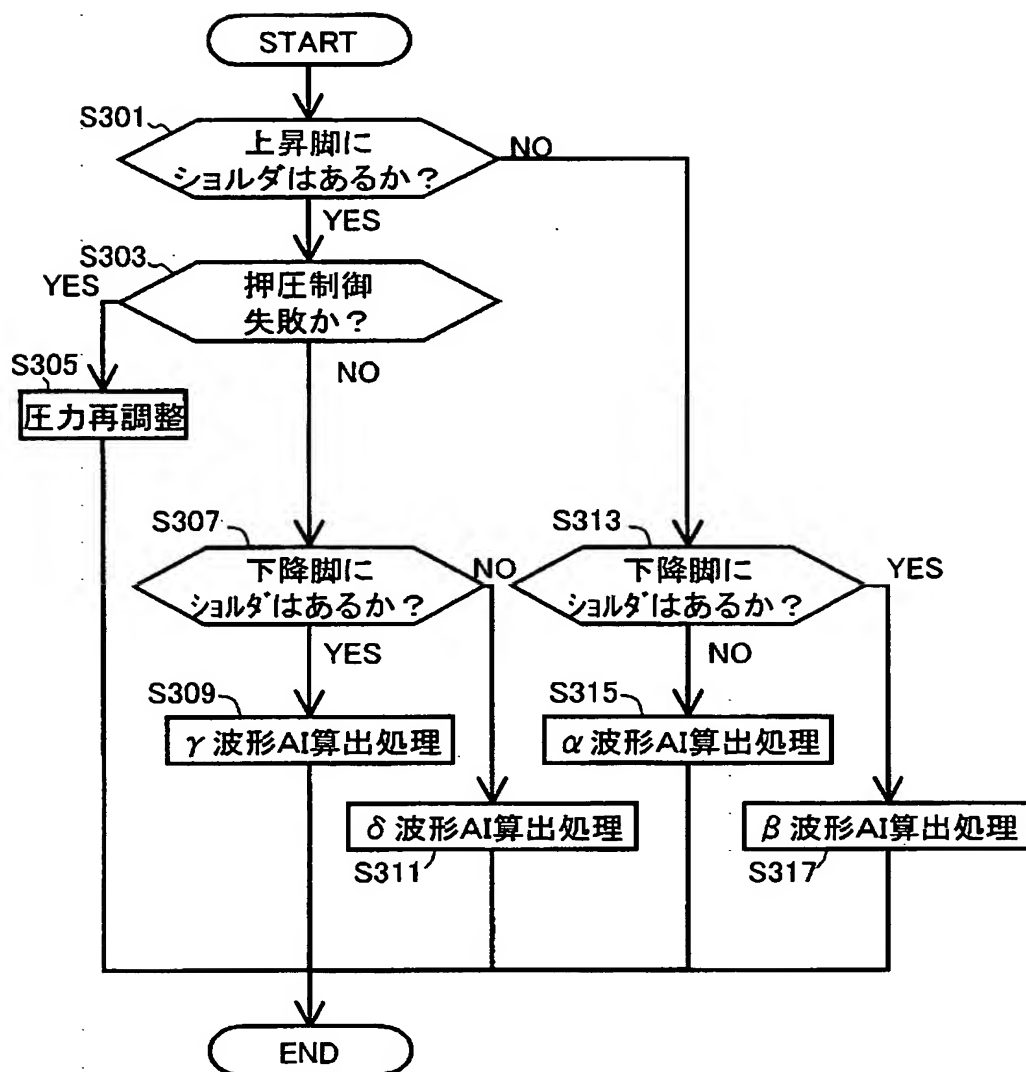 START
S301
上昇脚に
ショルダはあるか？
NO
YES
S303
YES
押圧制御
失敗か？
NO
S305
圧力再調整
S307
下降脚に
ショルダはあるか？
NO
YES
S313
下降脚に
ショルダはあるか？
YES
NO
S309
γ波形AI算出処理
S315
α波形AI算出処理
δ波形AI算出処理
S311
β波形AI算出処理
S317
END